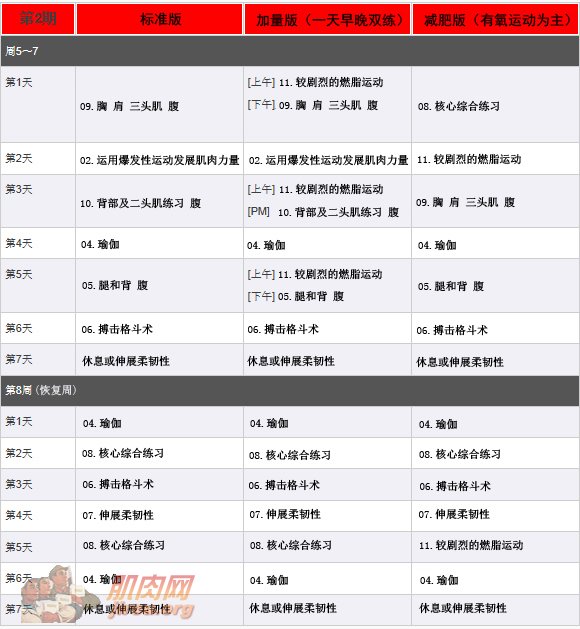 第2期 标准版 加量版（一天早晚双练） 减肥版（有氧运动为主）
周5～7
第1天 09. 胸 肩 三头肌 腹 [上午] 11. 较剧烈的燃脂运动 08. 核心综合练习
[下午] 09. 胸 肩 三头肌 腹
第2天 02. 运用爆发性运动发展肌肉力量 02. 运用爆发性运动发展肌肉力量 11. 较剧烈的燃脂运动
第3天 10. 背部及二头肌练习 腹 [上午] 11. 较剧烈的燃脂运动 09. 胸 肩 三头肌 腹
[PM] 10. 背部及二头肌练习 腹
第4天 04. 瑜伽 04. 瑜伽 04. 瑜伽
第5天 05. 腿和背 腹 [上午] 11. 较剧烈的燃脂运动 05. 腿和背 腹
[下午] 05. 腿和背 腹
第6天 06. 搏击格斗术 06. 搏击格斗术 06. 搏击格斗术
第7天 休息或伸展柔韧性 休息或伸展柔韧性 休息或伸展柔韧性
第8周 (恢复周)
第1天 04. 瑜伽 04. 瑜伽 04. 瑜伽
第2天 08. 核心综合练习 08. 核心综合练习 08. 核心综合练习
第3天 06. 搏击格斗术 06. 搏击格斗术 06. 搏击格斗术
第4天 07. 伸展柔韧性 07. 伸展柔韧性 07. 伸展柔韧性
第5天 08. 核心综合练习 08. 核心综合练习 11. 较剧烈的燃脂运动
第6天 04. 瑜伽 04. 瑜伽 04. 瑜伽
第7天 休息或伸展柔韧性 休息或伸展柔韧性 休息或伸展柔韧性
肌肉网